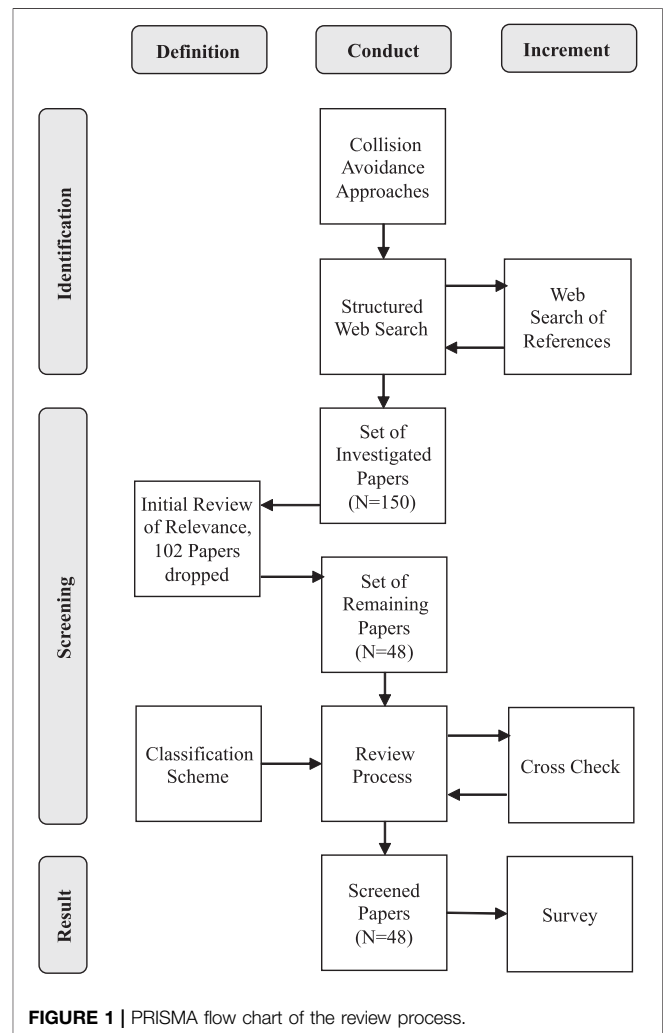 Definition
Conduct
Increment
Identification
Collision
Avoidance
Approaches
Structured
Web Search
Web
Search of
References
Screening
Set of
Investigated
Papers
(N=150)
Initial Review
of Relevance,
102 Papers
dropped
Set of
Remaining
Papers
(N=48)
Classification
Scheme
Review
Process
Cross Check
Result
Screened
Papers
(N=48)
Survey
FIGURE 1 | PRISMA flow chart of the review process.